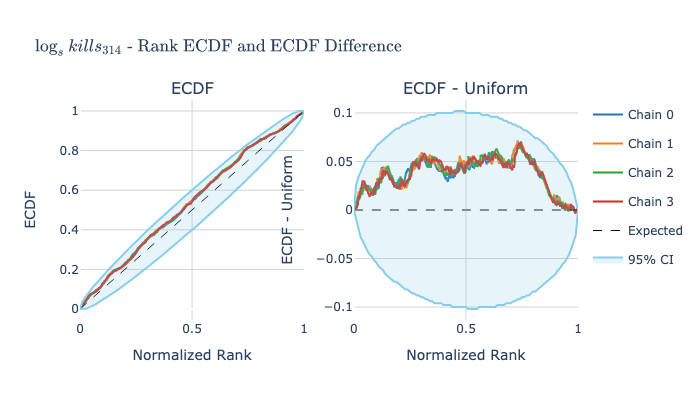 log_s kills_314 - Rank ECDF and ECDF Difference
ECDF
ECDF - Uniform
1
0.8
0.6
0.4
0.2
0
ECDF
0
0.5
1
Normalized Rank
0.1
0.05
0
−0.05
−0.1
ECDF - Uniform
0
0.5
1
Normalized Rank
Chain 0
Chain 1
Chain 2
Chain 3
Expected
95% CI